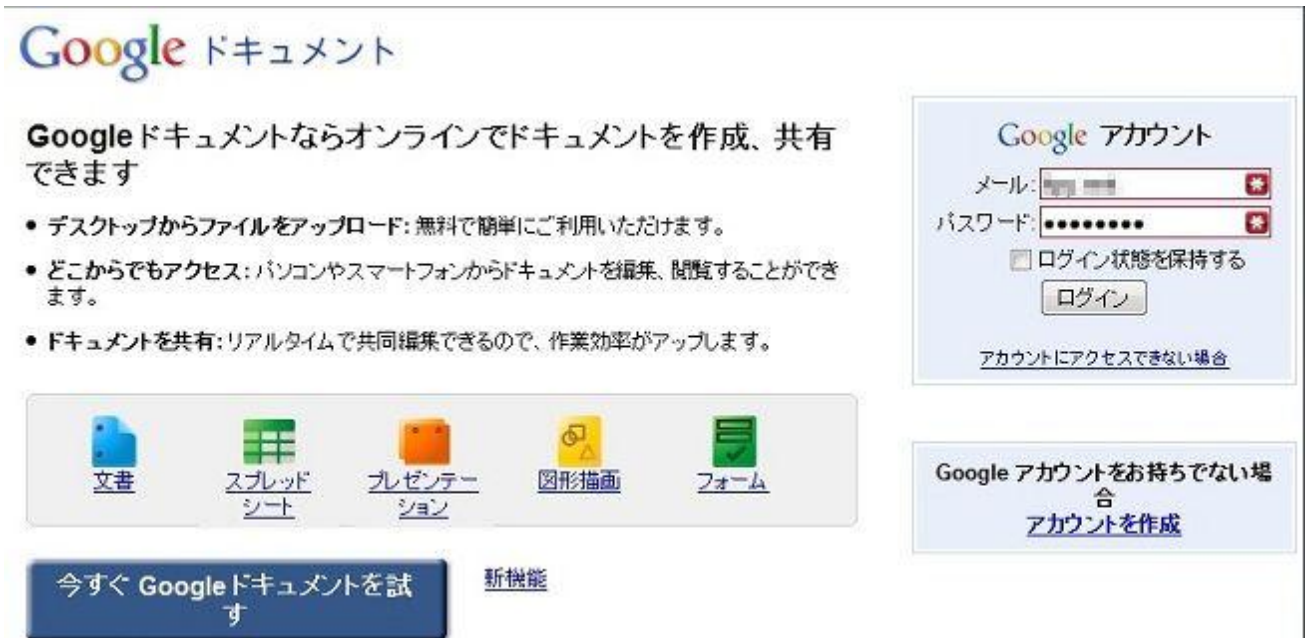 Google ドキュメント
Googleドキュメントならオンラインでドキュメントを作成、共有
できます
• デスクトップからファイルをアップロード: 無料で簡単にご利用いただけます。
• どこからでもアクセス: パソコンやスマートフォンからドキュメントを編集、閲覧することができ
ます。
• ドキュメントを共有: リアルタイムで共同編集できるので、作業効率がアップします。
文書
スプレッド
シート
プレゼンテー
ション
図形描画
フォーム
今すぐ Googleドキュメントを試
す
新機能
Google アカウント
メール:
パスワード: ●●●●●●●●
ログイン状態を保持する
ログイン
アカウントにアクセスできない場合
Google アカウントをお持ちでない場
合
アカウントを作成